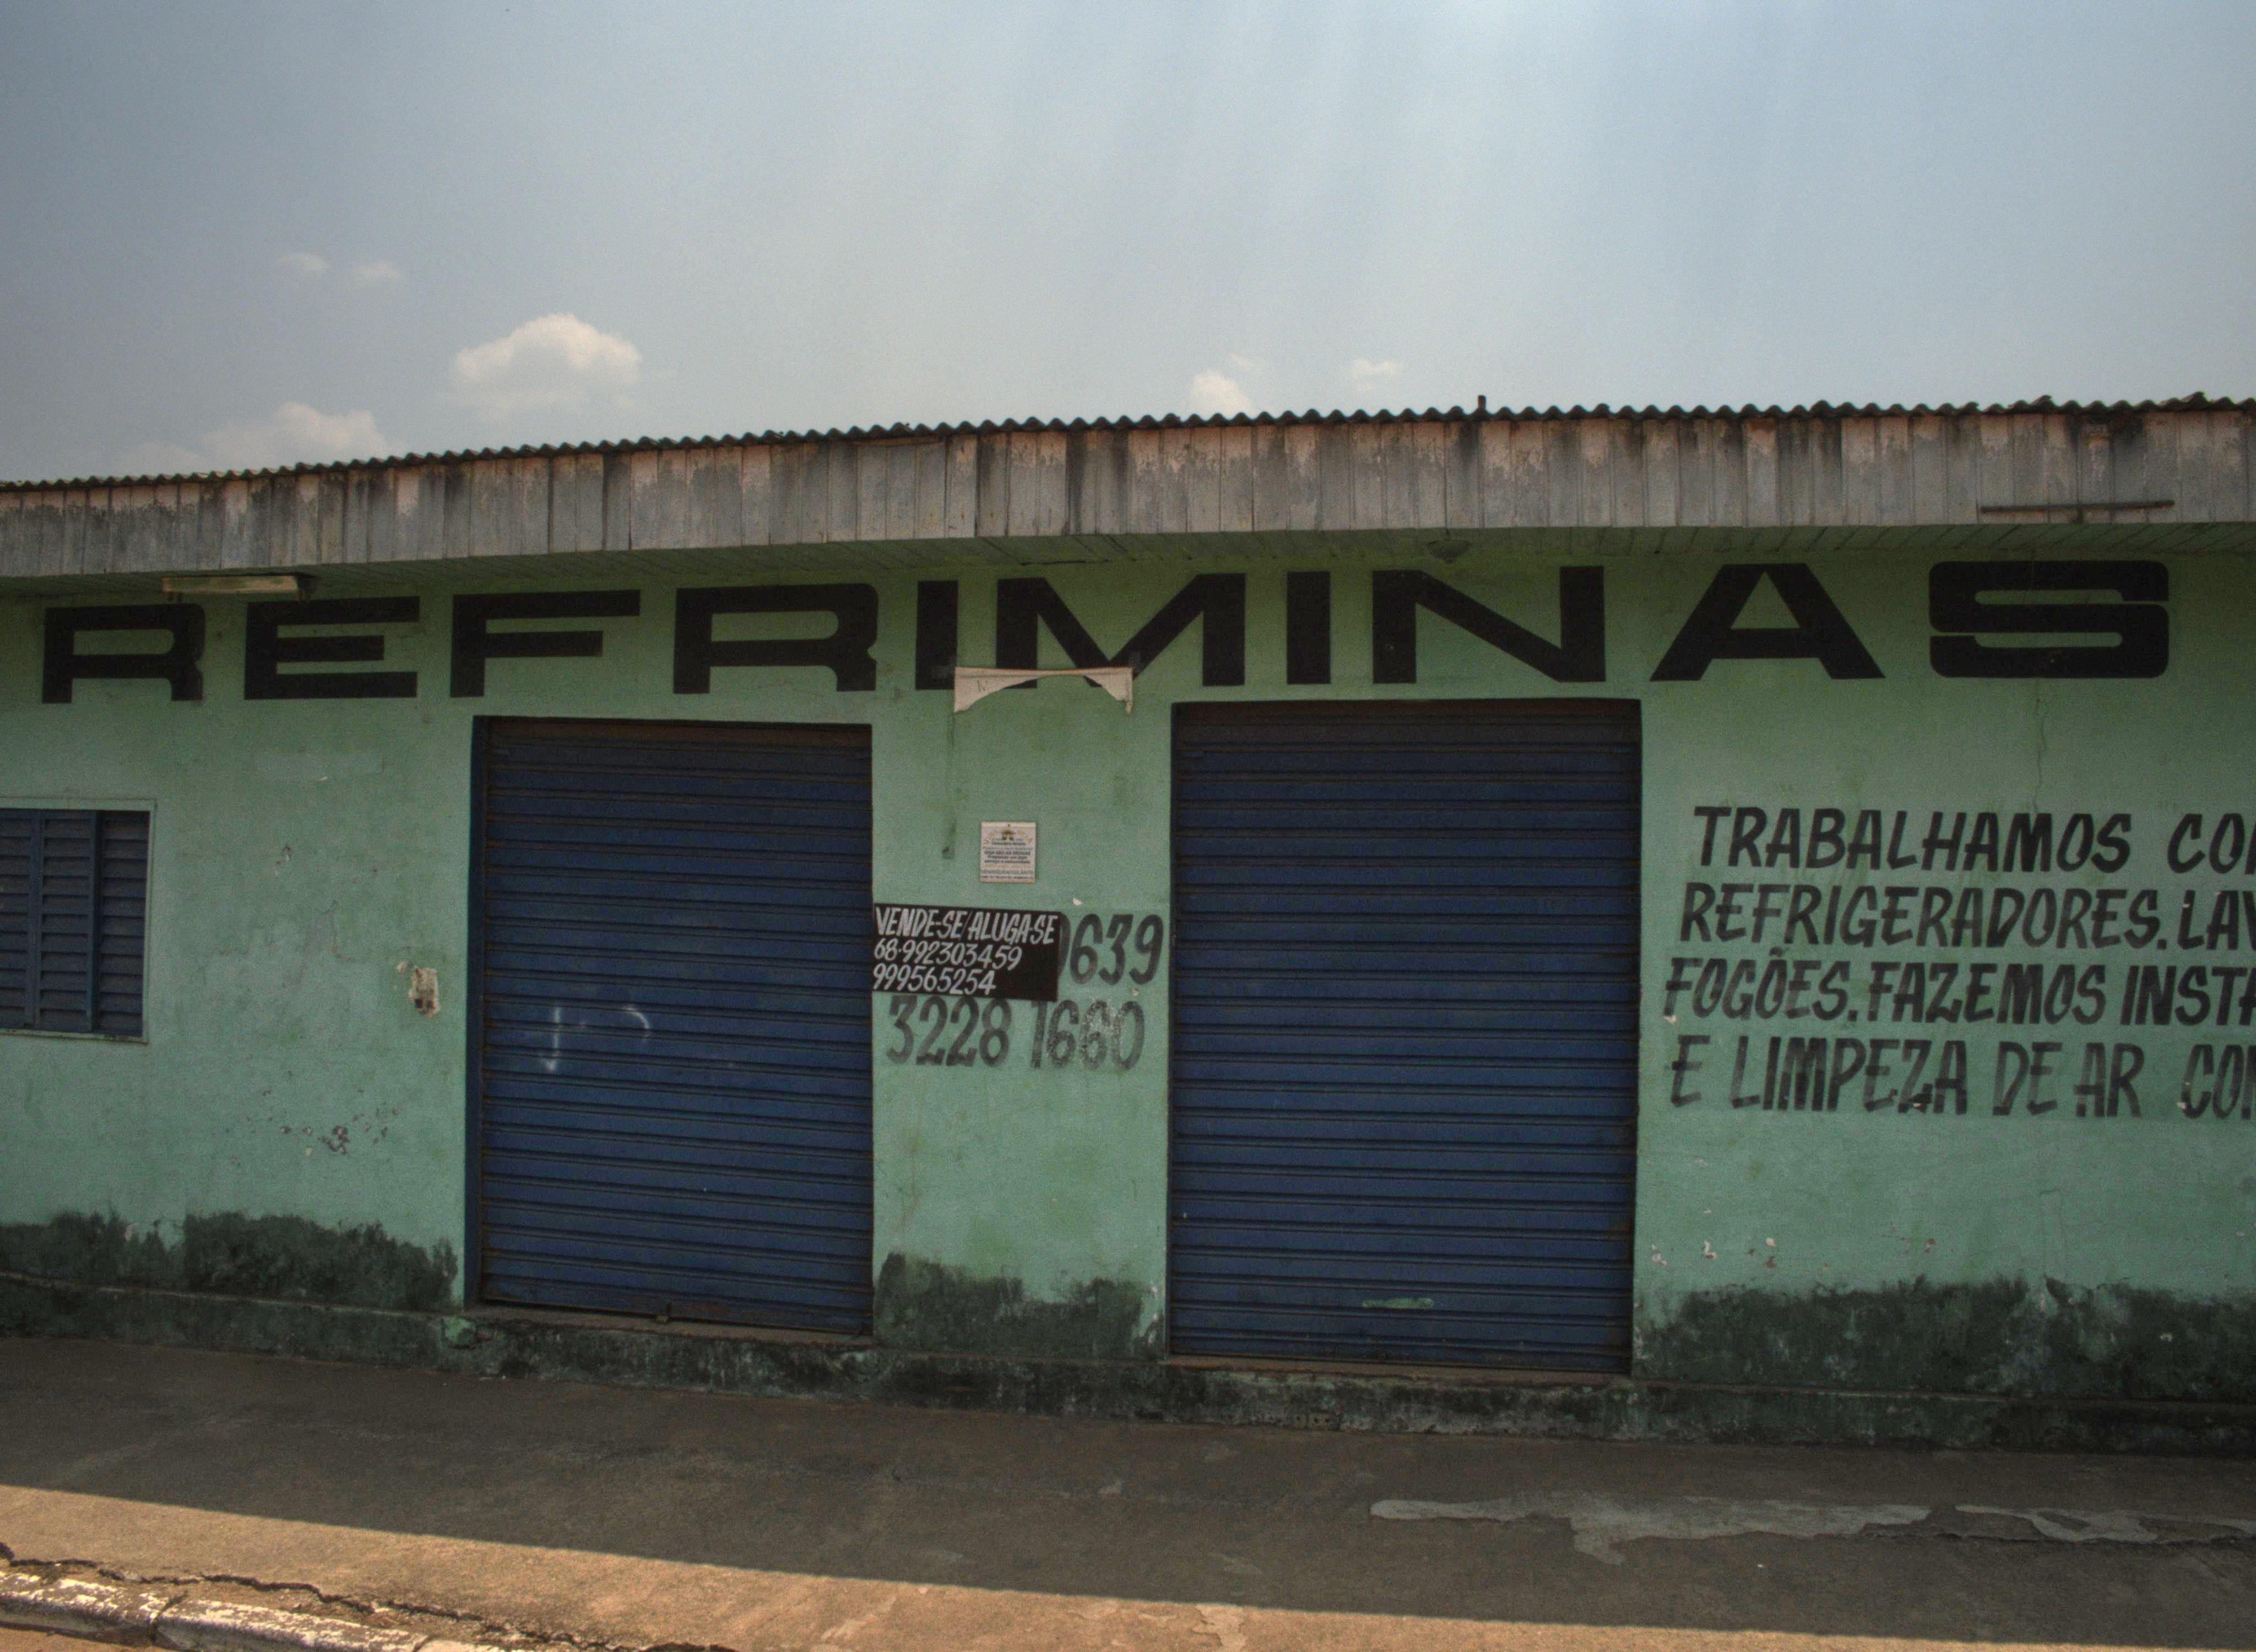 REFRIMINAS
VENDE-SE/ALUGA-SE
68-992303459
999565254
0639
3228 1660
TRABALHAMOS CO
REFRIGERADORES. LAV
FOGÕES. FAZEMOS INSTA
E LIMPEZA DE AR CO